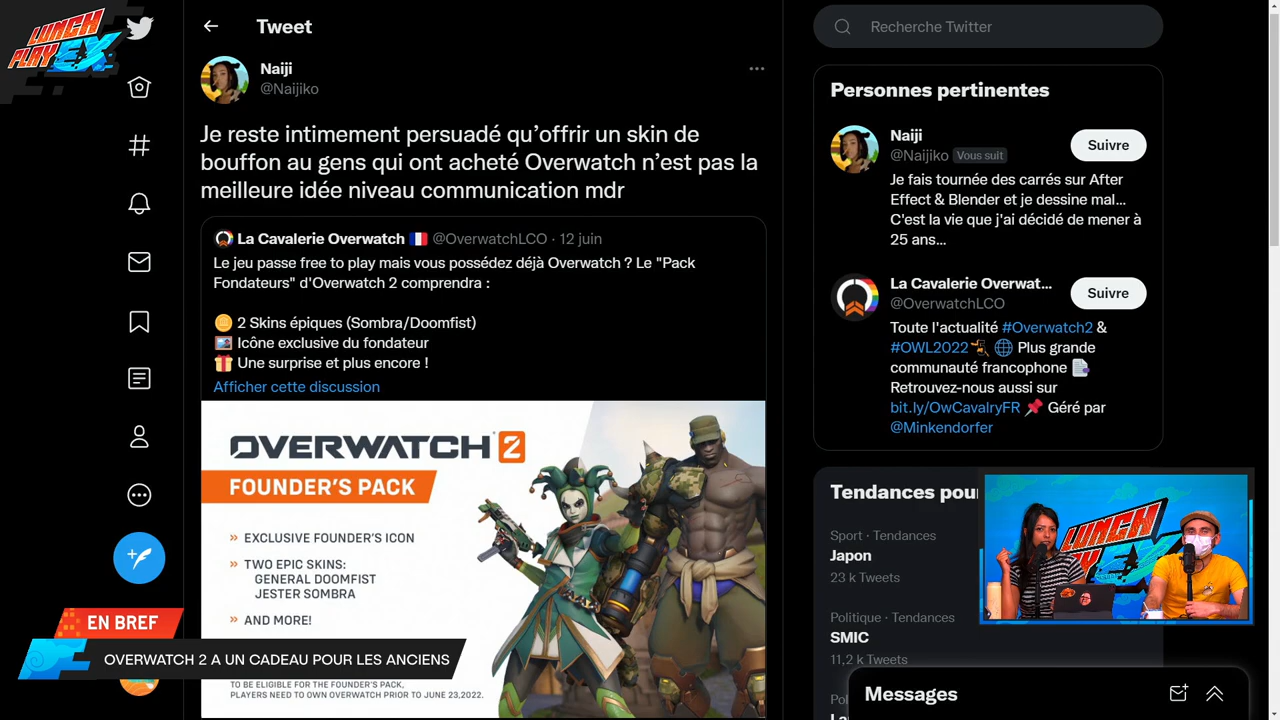 LUNCH
PLAY EX
Tweet
Naiji
@Naijiko
Je reste intimement persuadé qu’offrir un skin de
bouffon au gens qui ont acheté Overwatch n’est pas la
meilleure idée niveau communication mdr
La Cavalerie Overwatch 🇫🇷 @OverwatchLCO · 12 juin
Le jeu passe free to play mais vous possédez déjà Overwatch ? Le "Pack
Fondateurs" d'Overwatch 2 comprendra :
2 Skins épiques (Sombra/Doomfist)
Icône exclusive du fondateur
Une surprise et plus encore !
Afficher cette discussion
OVERWATCH 2
FOUNDER'S PACK
» EXCLUSIVE FOUNDER'S ICON
» TWO EPIC SKINS:
GENERAL DOOMFIST
JESTER SOMBRA
» AND MORE!
TO BE ELIGIBLE FOR THE FOUNDER'S PACK,
PLAYERS NEED TO OWN OVERWATCH PRIOR TO JUNE 23,2022.
EN BREF
OVERWATCH 2 A UN CADEAU POUR LES ANCIENS
Recherche Twitter
Personnes pertinentes
Naiji
@Naijiko Vous suit
Suivre
Je fais tournée des carrés sur After
Effect & Blender et je dessine mal...
C'est la vie que j'ai décidé de mener à
25 ans...
La Cavalerie Overwat...
@OverwatchLCO
Suivre
Toute l'actualité #Overwatch2 &
#OWL2022 Plus grande
communauté francophone
Retrouvez-nous aussi sur
bit.ly/OwCavalryFR Géré par
@Minkendorfer
Tendances pou
Sport · Tendances
Japon
23 k Tweets
Politique · Tendances
SMIC
11,2 k Tweets
LUNCH
PLAY EX
Messages